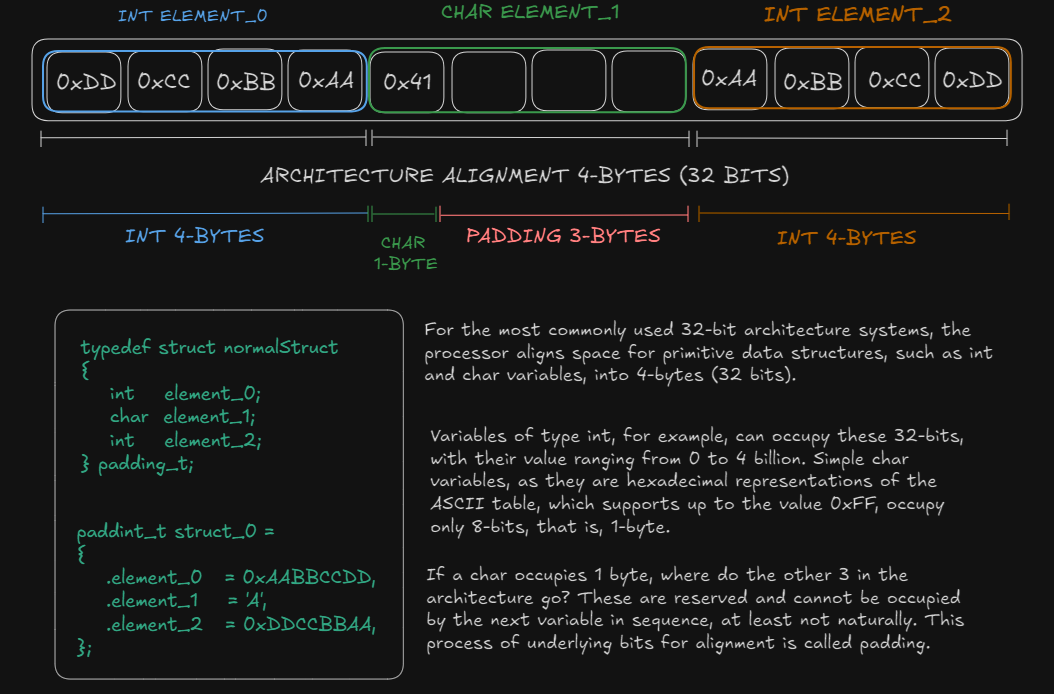 INT ELEMENT_0
CHAR ELEMENT_1
INT ELEMENT_2
0xDD 0xCC 0xBB 0xAA 0x41 0xAA 0xBB 0xCC 0xDD
ARCHITECTURE ALIGNMENT 4-BYTES (32 BITS)
INT 4-BYTES
CHAR
1-BYTE
PADDING 3-BYTES
INT 4-BYTES
typedef struct normalStruct
{
int element_0;
char element_1;
int element_2;
} padding_t;
paddint_t struct_0 =
{
.element_0 = 0xAABBCCDD,
.element_1 = 'A',
.element_2 = 0xDDCCBBAA,
};
For the most commonly used 32-bit architecture systems, the
processor aligns space for primitive data structures, such as int
and char variables, into 4-bytes (32 bits).
Variables of type int, for example, can occupy these 32-bits,
with their value ranging from 0 to 4 billion. Simple char
variables, as they are hexadecimal representations of the
ASCII table, which supports up to the value 0xFF, occupy
only 8-bits, that is, 1-byte.
If a char occupies 1 byte, where do the other 3 in the
architecture go? These are reserved and cannot be occupied
by the next variable in sequence, at least not naturally. This
process of underlying bits for alignment is called padding.